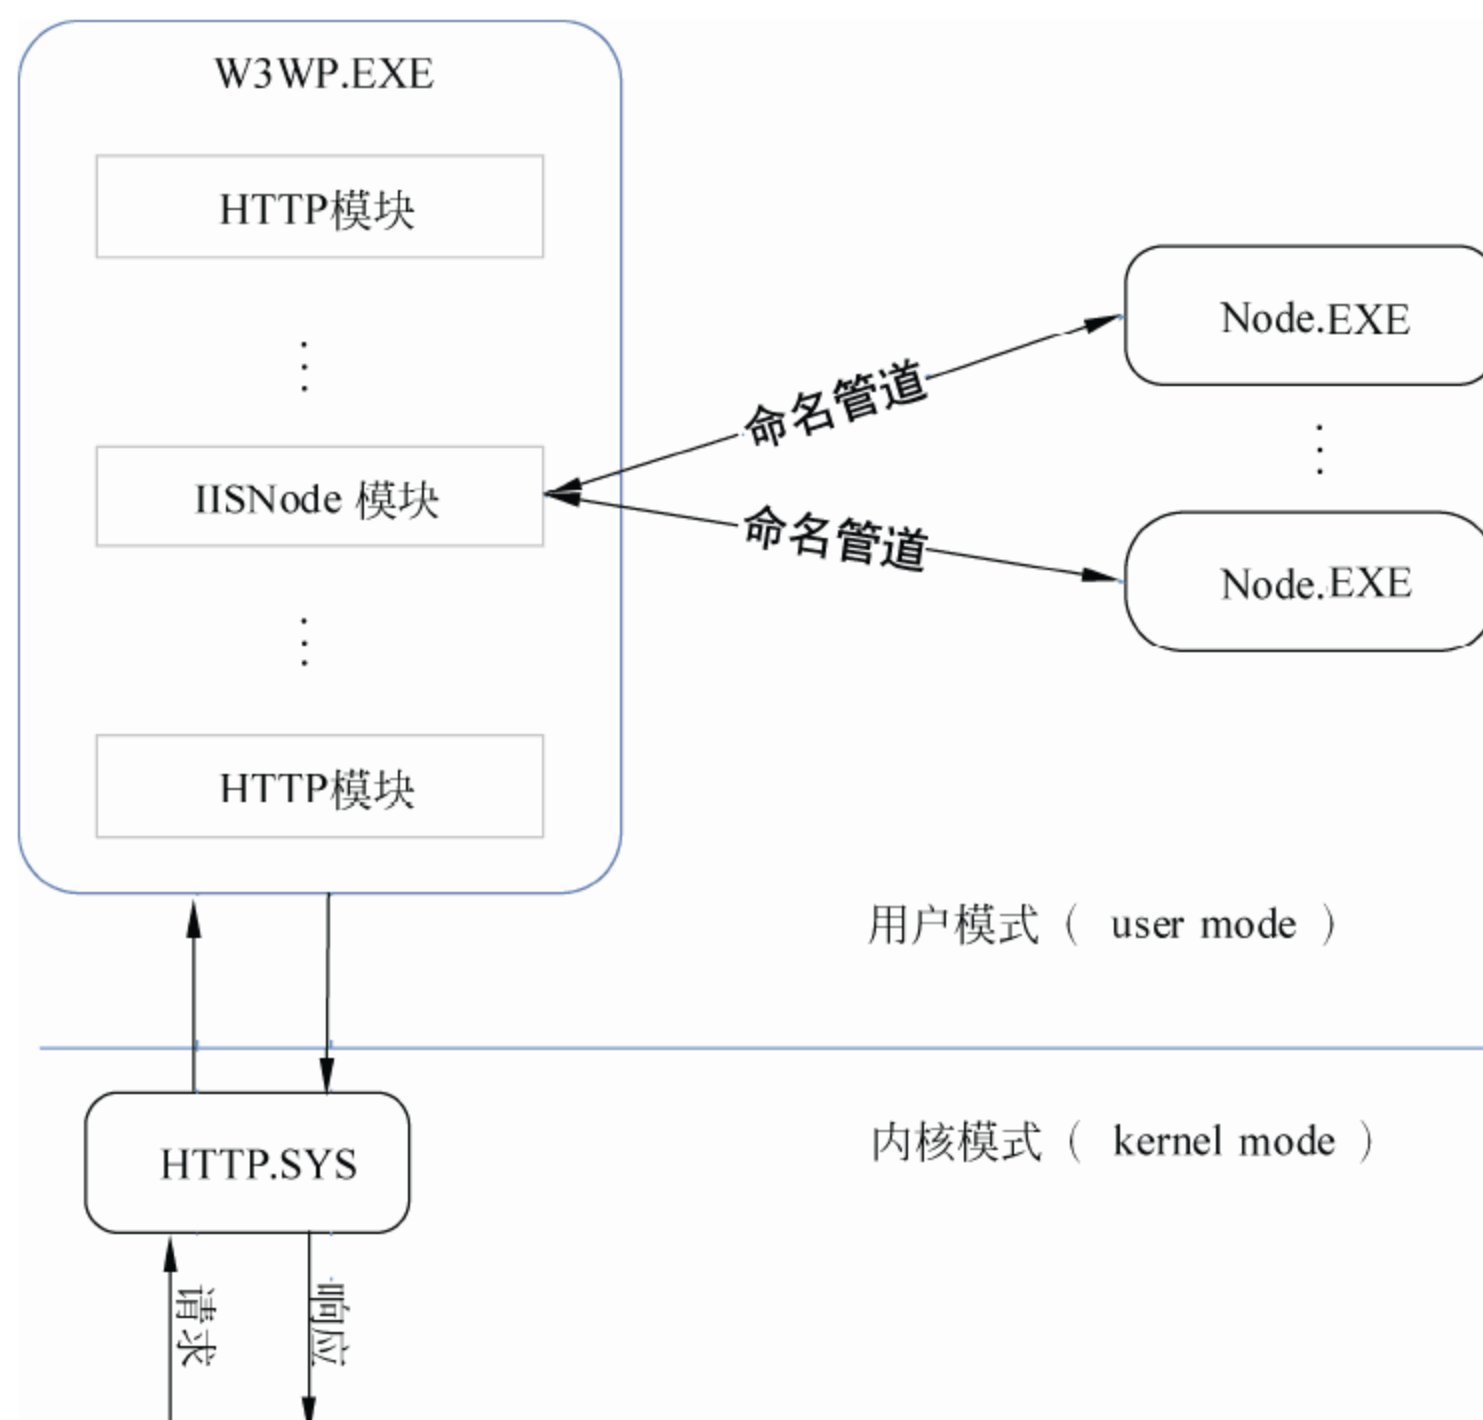 W3WP.EXE
HTTP模块
Node.EXE
命名管道
IISNode 模块
命名管道
Node.EXE
HTTP模块
用户模式（ user mode ）
内核模式（ kernel mode ）
HTTP.SYS
请求
响应